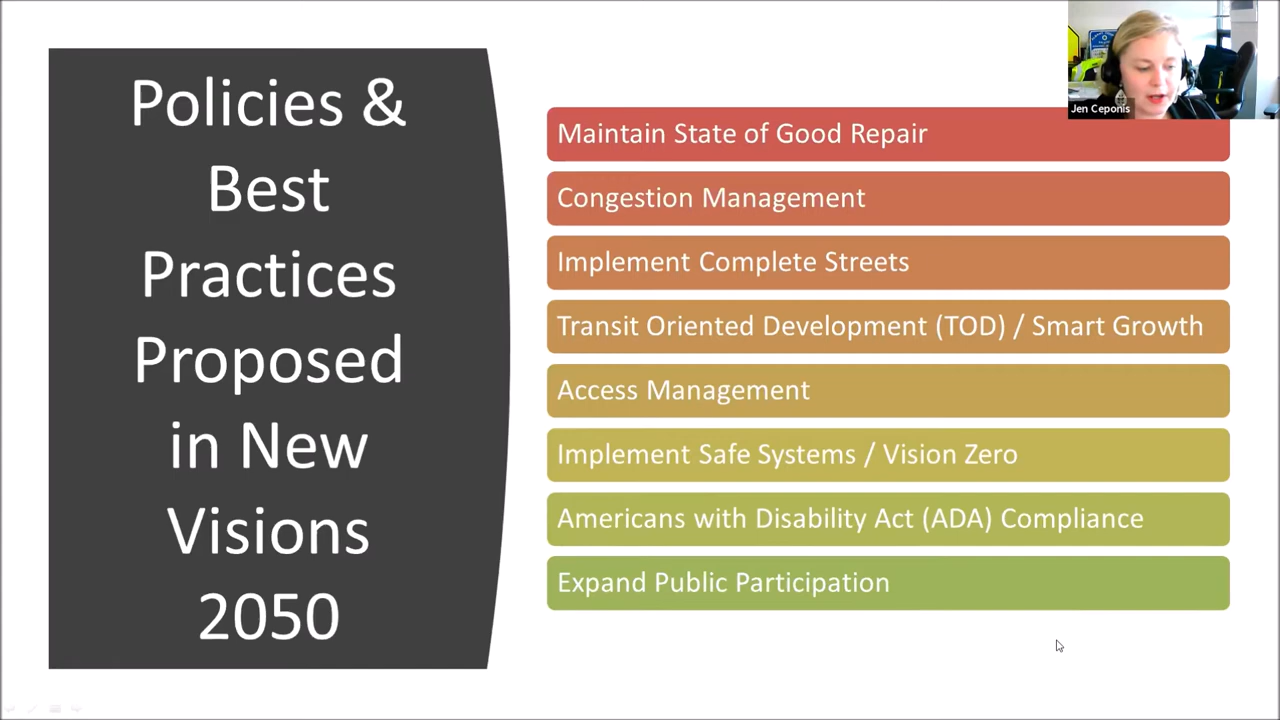 Policies &
Best
Practices
Proposed
in New
Visions
2050
Maintain State of Good Repair
Congestion Management
Implement Complete Streets
Transit Oriented Development (TOD) / Smart Growth
Access Management
Implement Safe Systems / Vision Zero
Americans with Disability Act (ADA) Compliance
Expand Public Participation
Jen Ceponis